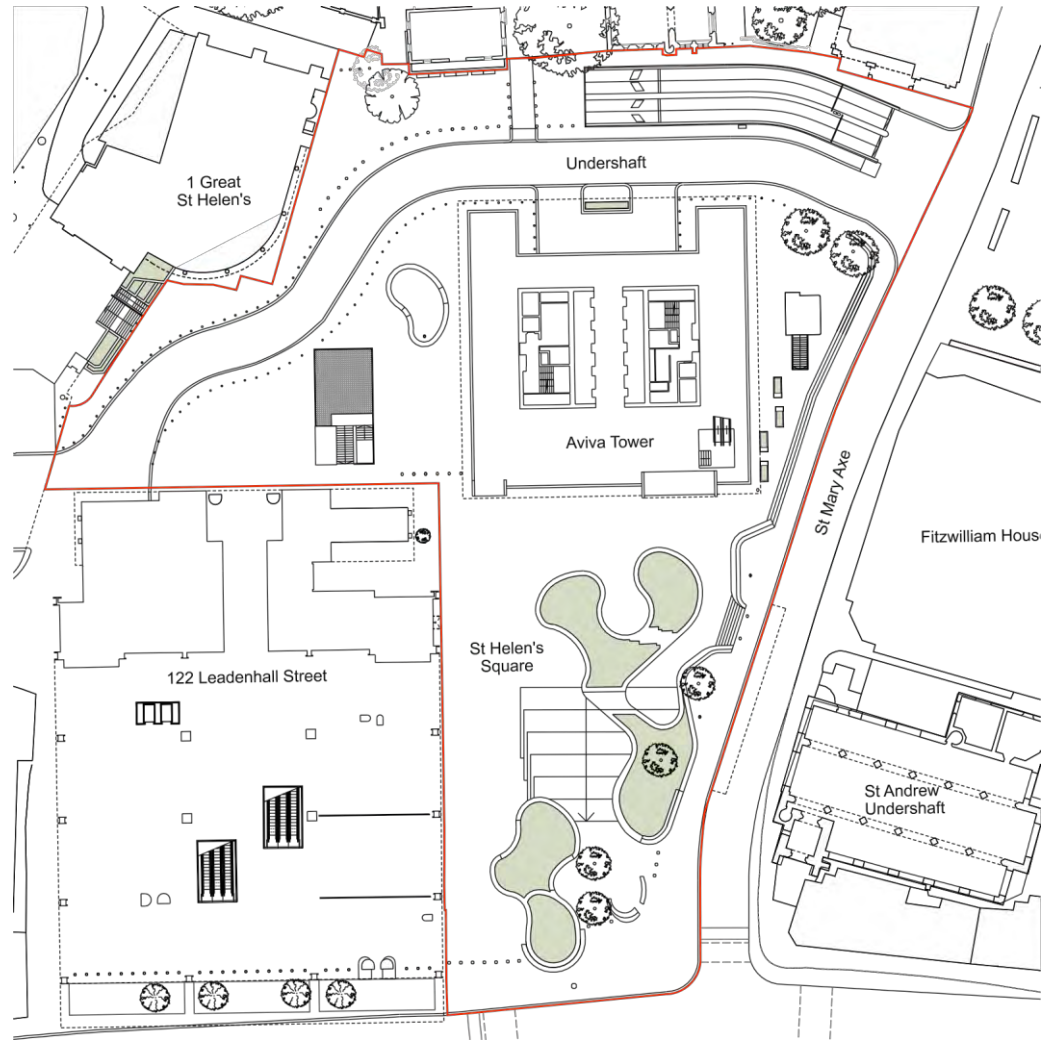 Undershaft
1 Great
St Helen's
Aviva Tower
St Mary Axe
Fitzwilliam House
St Helen's
Square
122 Leadenhall Street
St Andrew
Undershaft